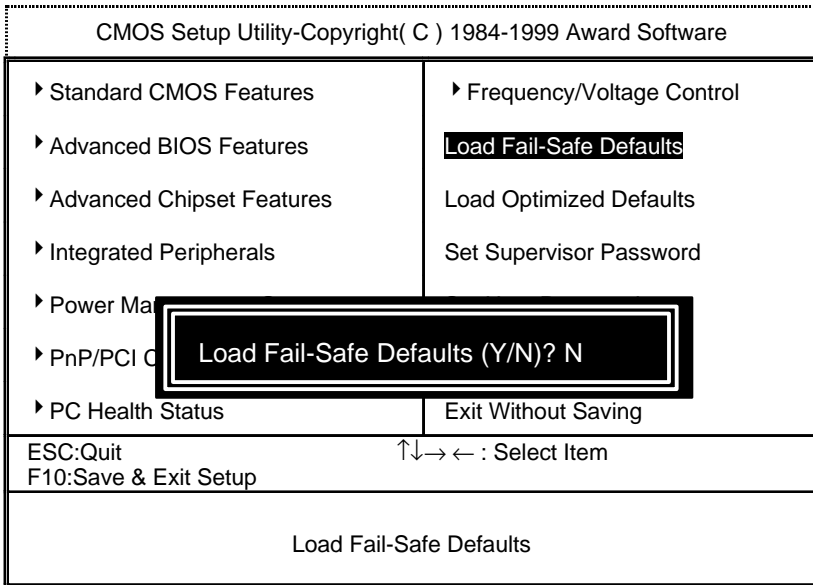 CMOS Setup Utility-Copyright( C ) 1984-1999 Award Software
Standard CMOS Features
Advanced BIOS Features
Advanced Chipset Features
Integrated Peripherals
Power
PnP/PCI
PC Health Status
Frequency/Voltage Control
Load Fail-Safe Defaults
Load Optimized Defaults
Set Supervisor Password
Exit Without Saving
Load Fail-Safe Defaults (Y/N)? N
ESC:Quit ↑↓→ ← : Select Item
F10:Save & Exit Setup
Load Fail-Safe Defaults